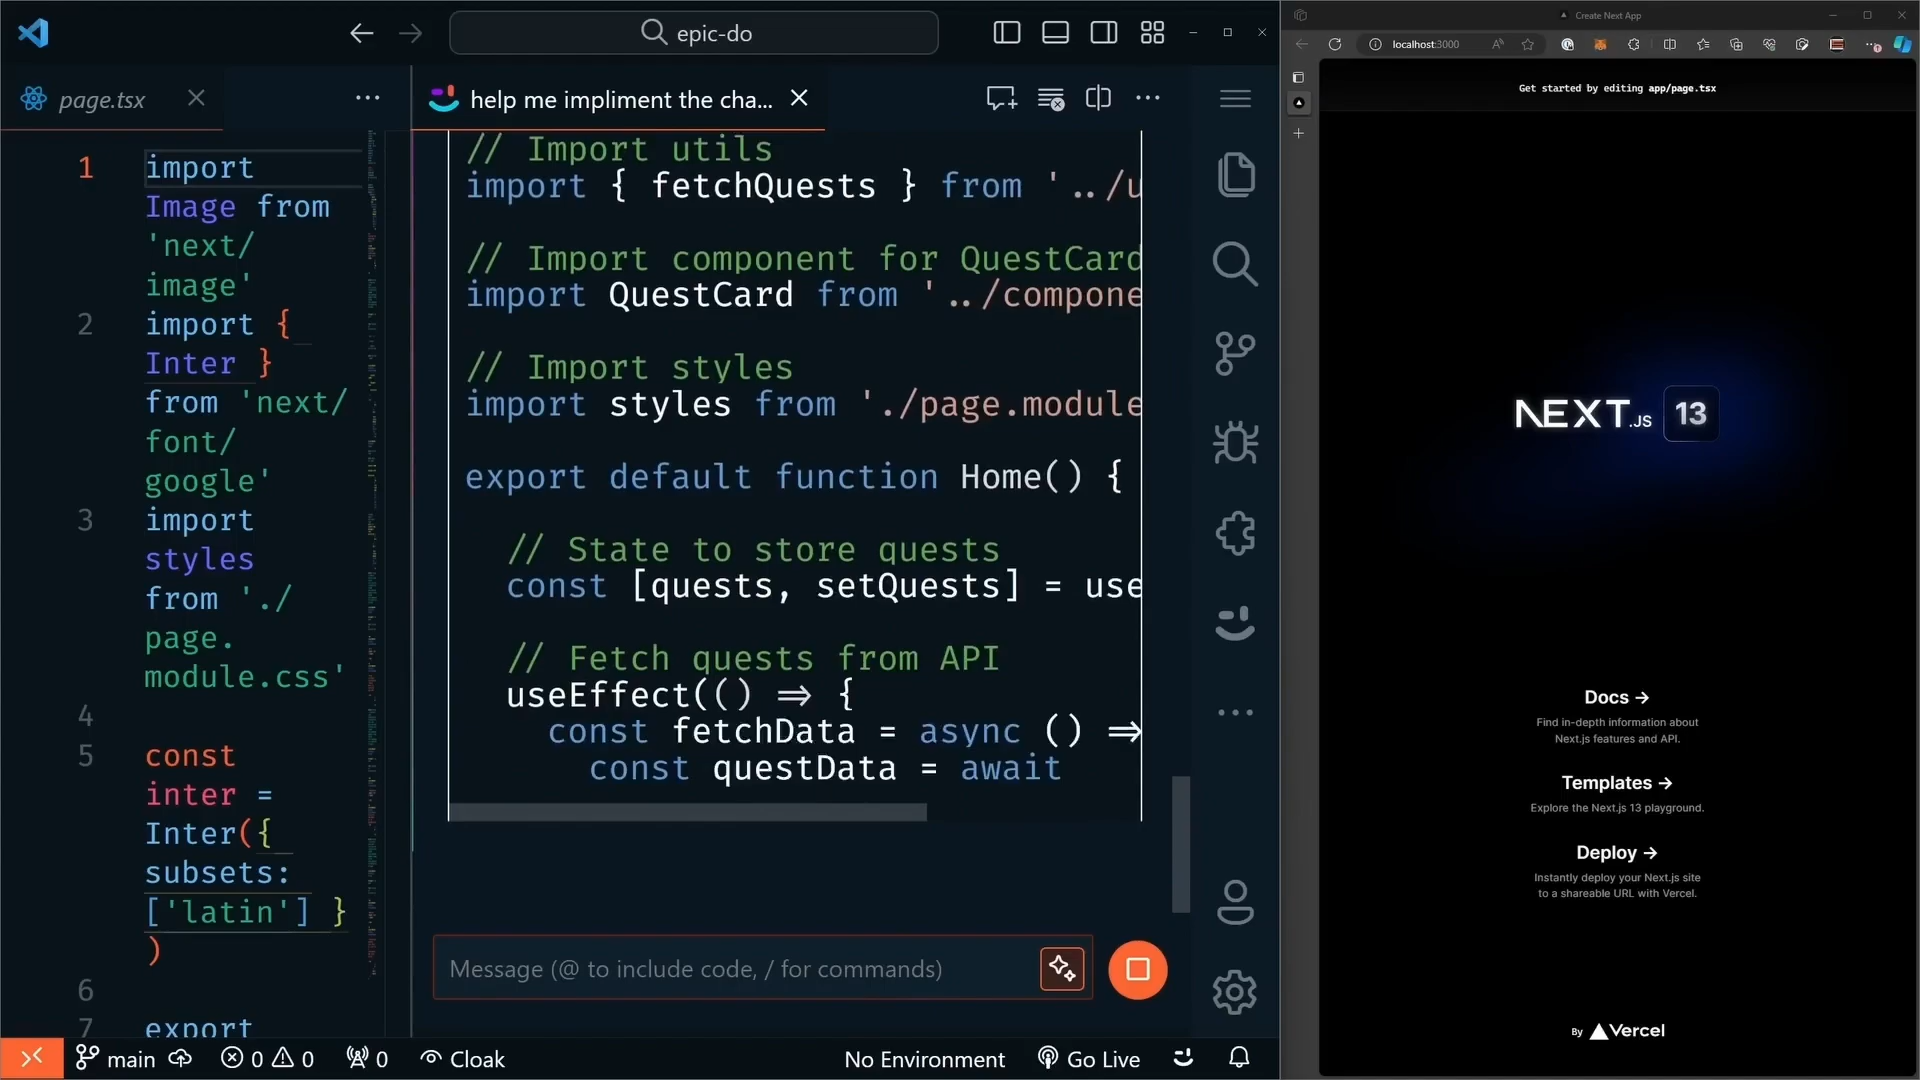 epic-do
page.tsx
help me impliment the cha...
1 import
Image from
'next/
image'
2 import {
Inter }
from 'next/
font/
google'
3 import
styles
from './
page.
module.css'
4
5 const
inter =
Inter({
subsets:
['latin'] }
)
6
7 export
// Import utils
import { fetchQuests } from '../u
// Import component for QuestCard
import QuestCard from '../compone
// Import styles
import styles from './page.module
export default function Home() {
// State to store quests
const [quests, setQuests] = use
// Fetch quests from API
useEffect(() => {
const fetchData = async () =>
const questData = await
Message (@ to include code, / for commands)
main
0
0
0
Cloak
No Environment
Go Live
Create Next App
localhost:3000
Get started by editing app/page.tsx
NEXT.JS 13
Docs ->
Find in-depth information about
Next.js features and API.
Templates ->
Explore the Next.js 13 playground.
Deploy ->
Instantly deploy your Next.js site
to a shareable URL with Vercel.
By Vercel